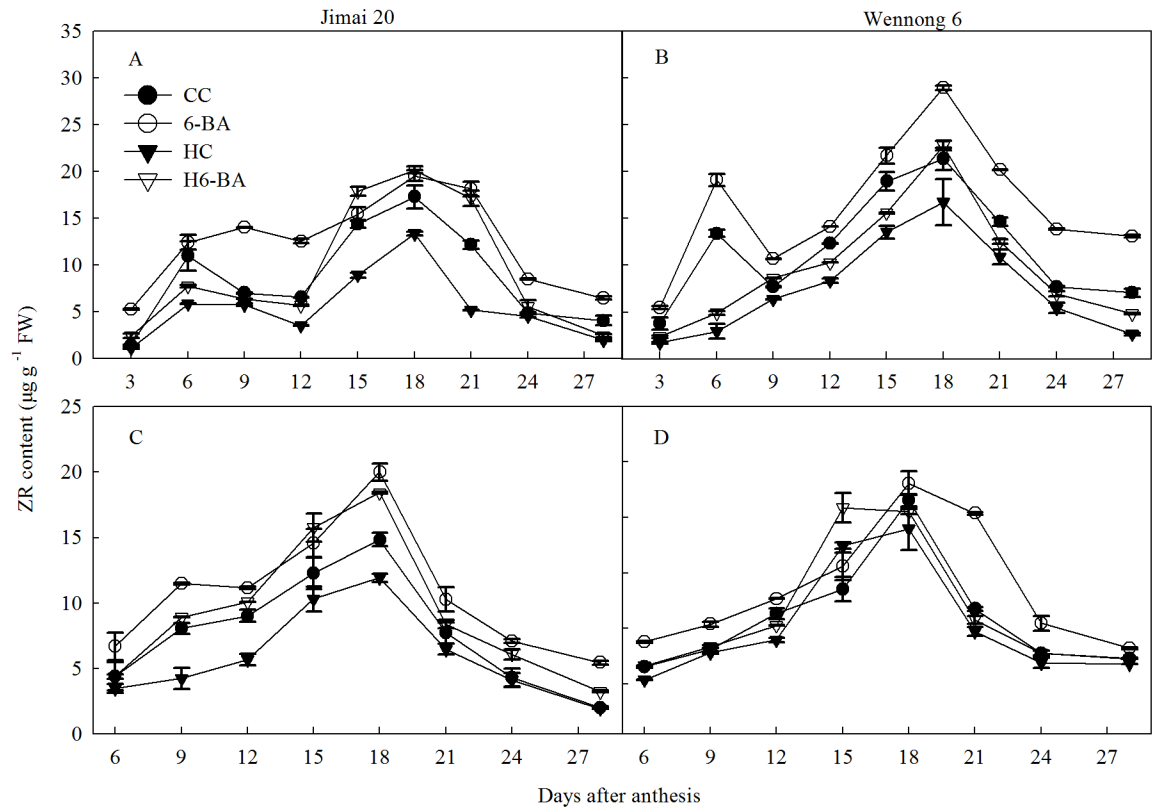 Jimai 20
Wennong 6
A
CC
6-BA
HC
H6-BA
35
30
25
20
15
10
5
0
3 6 9 12 15 18 21 24 27
B
3 6 9 12 15 18 21 24 27
ZR content (µg g-1 FW)
C
25
20
15
10
5
0
6 9 12 15 18 21 24 27
D
6 9 12 15 18 21 24 27
Days after anthesis